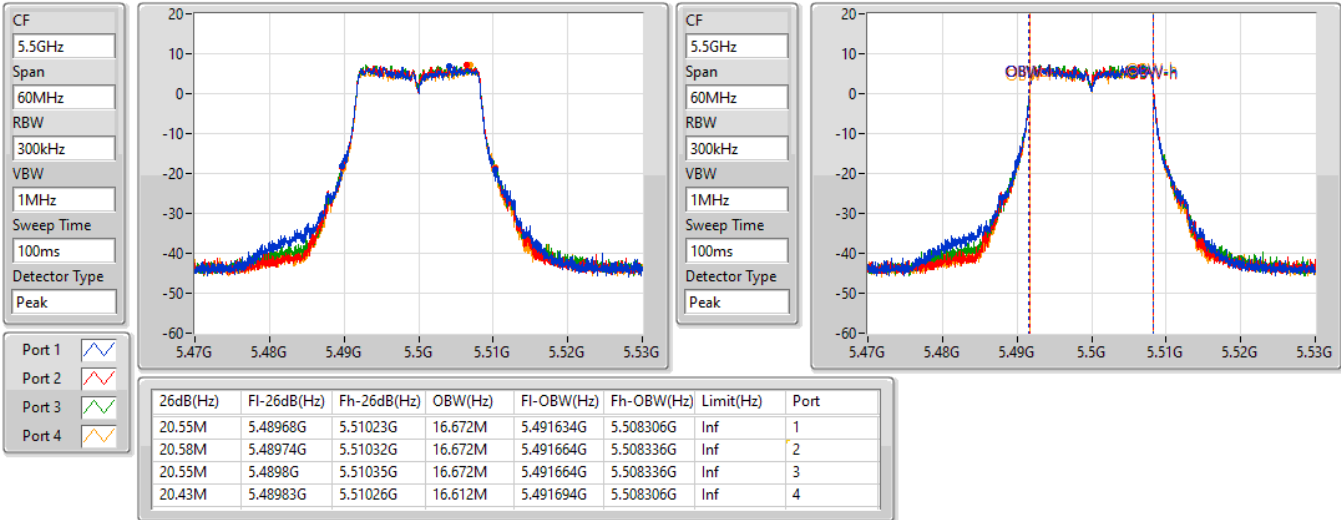 CF
5.5GHz
Span
60MHz
RBW
300kHz
VBW
1MHz
Sweep Time
100ms
Detector Type
Peak
20
10
0
-10
-20
-30
-40
-50
-60
5.47G 5.48G 5.49G 5.5G 5.51G 5.52G 5.53G
CF
5.5GHz
Span
60MHz
RBW
300kHz
VBW
1MHz
Sweep Time
100ms
Detector Type
Peak
20
10
0
-10
-20
-30
-40
-50
-60
5.47G 5.48G 5.49G 5.5G 5.51G 5.52G 5.53G
Port 1
Port 2
Port 3
Port 4
26dB(Hz) Fl-26dB(Hz) Fh-26dB(Hz) OBW(Hz) Fl-OBW(Hz) Fh-OBW(Hz) Limit(Hz) Port
20.55M 5.48968G 5.51023G 16.672M 5.491634G 5.508306G Inf 1
20.58M 5.48974G 5.51032G 16.672M 5.491664G 5.508336G Inf 2
20.55M 5.4898G 5.51035G 16.672M 5.491664G 5.508336G Inf 3
20.43M 5.48983G 5.51026G 16.612M 5.491694G 5.508306G Inf 4